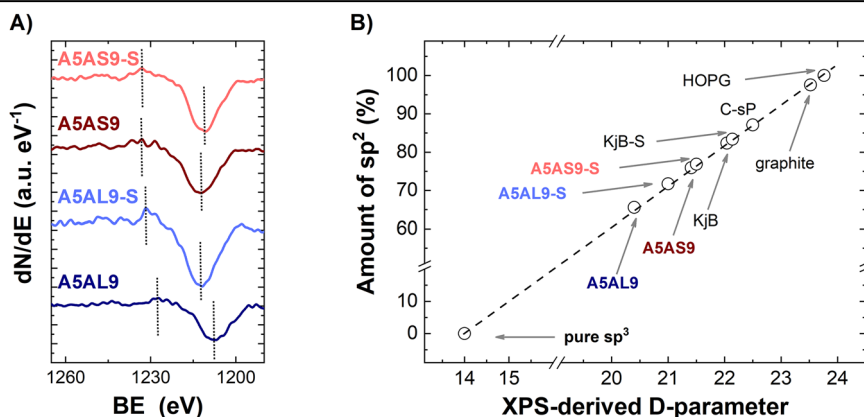 A)
A5AS9-S
A5AS9
A5AL9-S
A5AL9
dN/dE (a.u. eV⁻¹)
1260
1230
1200
BE (eV)
B)
Amount of sp² (%)
100
90
80
70
60
10
0
HOPG
C-sP
KjB-S
graphite
A5AS9-S
A5AL9-S
KjB
A5AS9
A5AL9
pure sp³
14
15
20
21
22
23
24
XPS-derived D-parameter